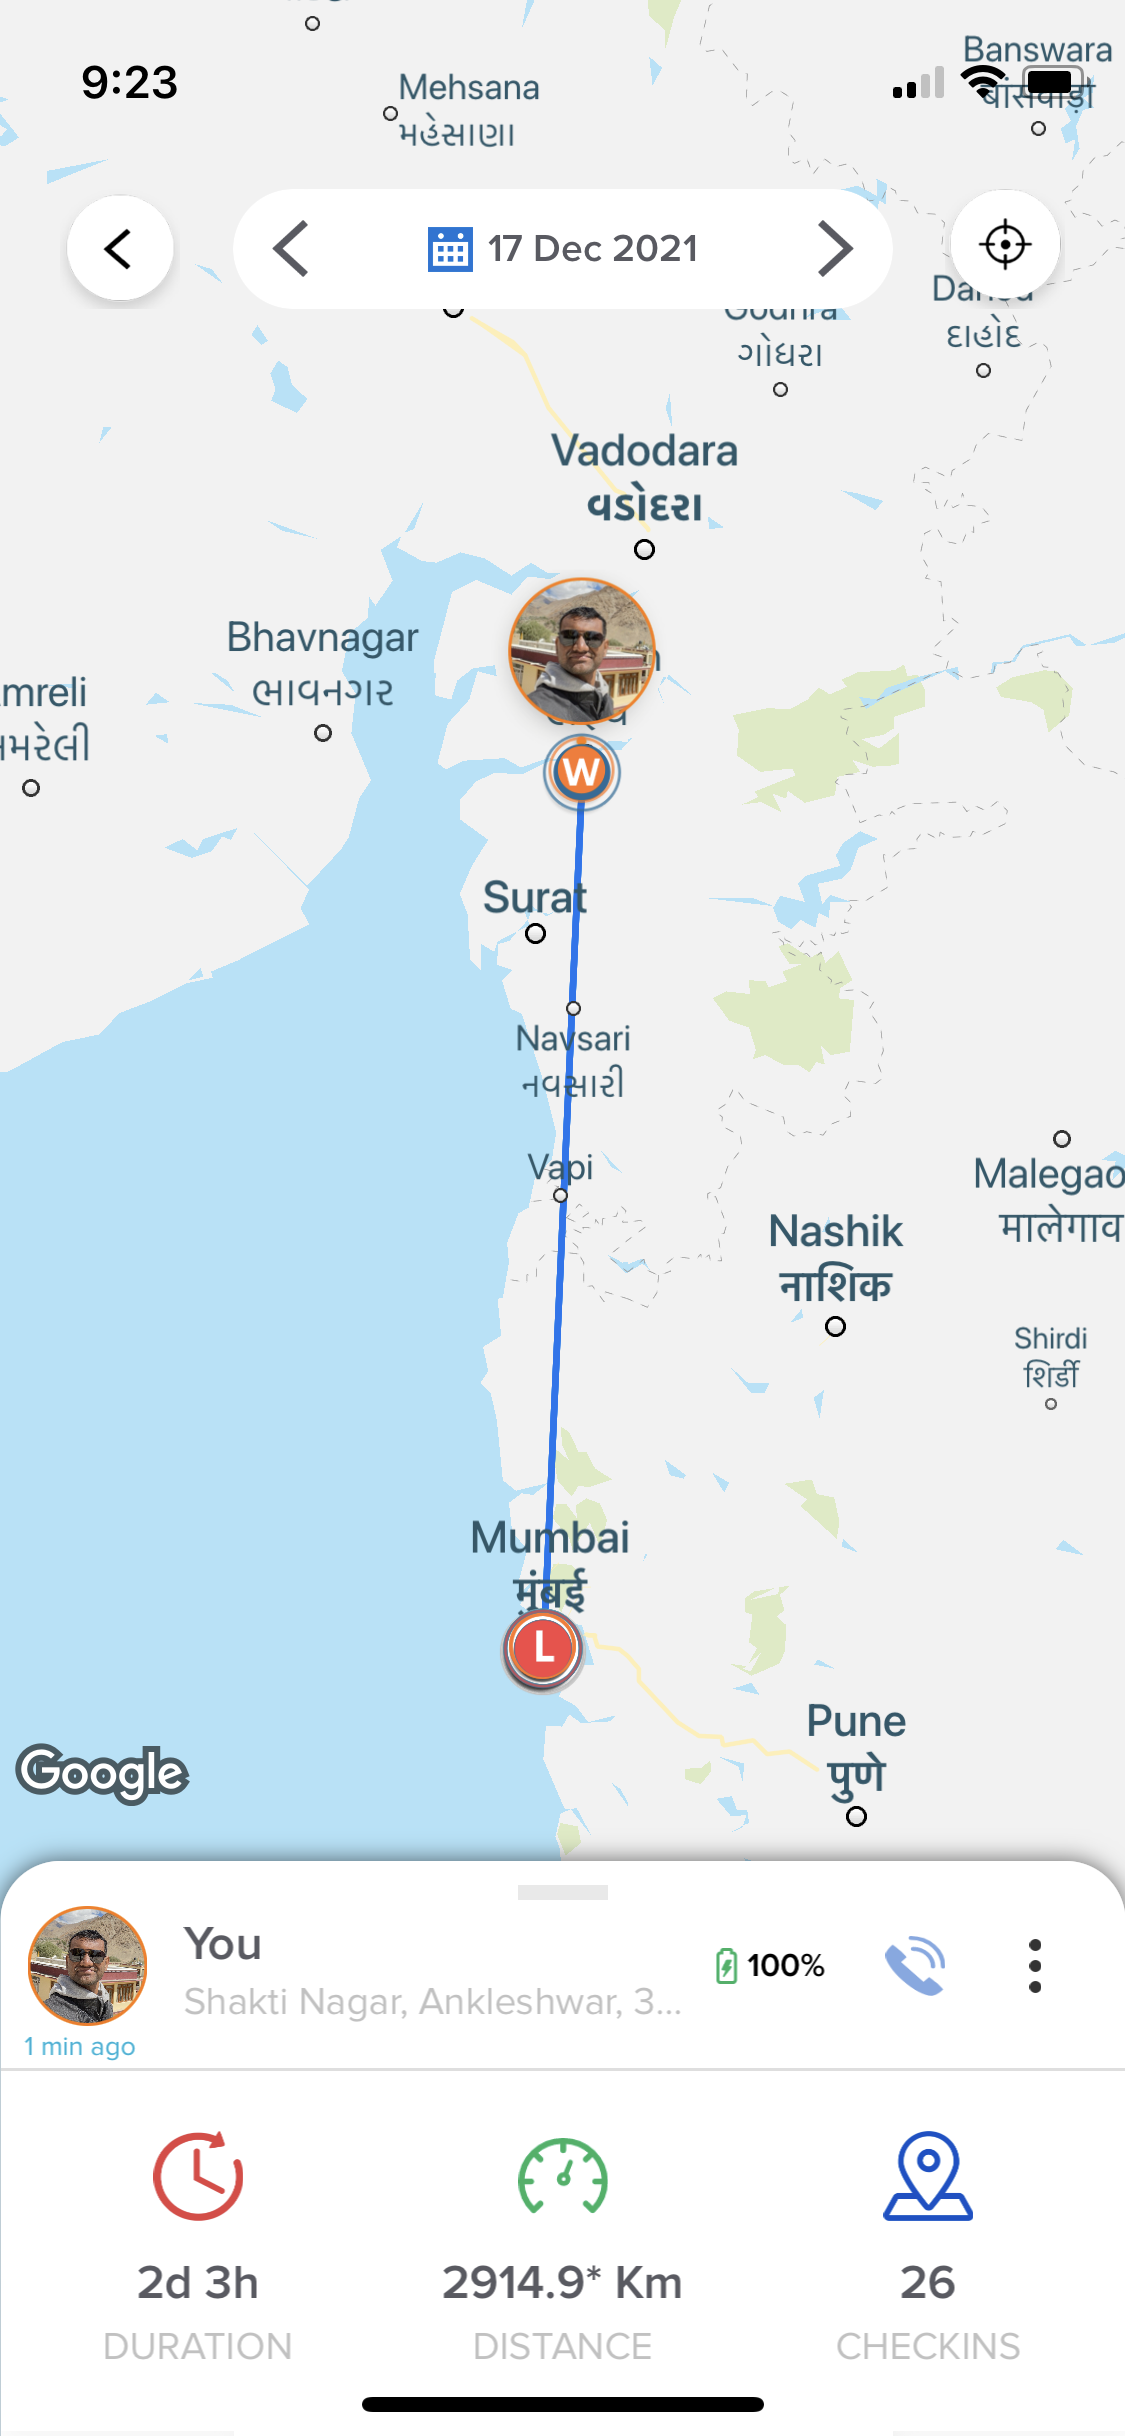 Banswara
9:23
Mehsana
बांसवाड़ा
મહેસાણા
17 Dec 2021
Godhra
દાહોદ
ગોધરા
Vadodara
વડોદરા
Bhavnagar
ભાવનગર
mreli
મરેલી
W
Surat
Navsari
નવસારી
Vapi
Malegao
मालेगाव
Nashik
नाशिक
Shirdi
शिर्डी
Mumbai
मुंबई
L
Pune
पुणे
Google
You
100%
Shakti Nagar, Ankleshwar, 3...
1 min ago
2d 3h
2914.9* Km
26
DURATION
DISTANCE
CHECKINS